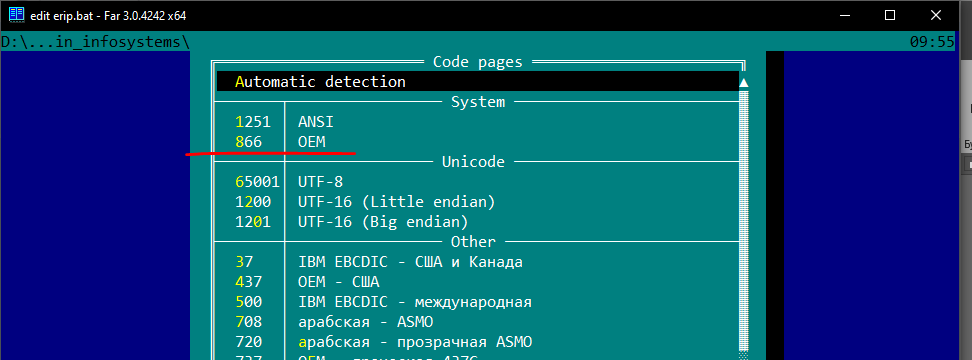 edit erip.bat - Far 3.0.4242 x64
D:\...in_infosystems\ 09:55
Code pages
Automatic detection
System
1251 ANSI
866 OEM
Unicode
65001 UTF-8
1200 UTF-16 (Little endian)
1201 UTF-16 (Big endian)
Other
37 IBM EBCDIC - США и Канада
437 OEM - США
500 IBM EBCDIC - международная
708 арабская - ASMO
720 арабская - прозрачная ASMO